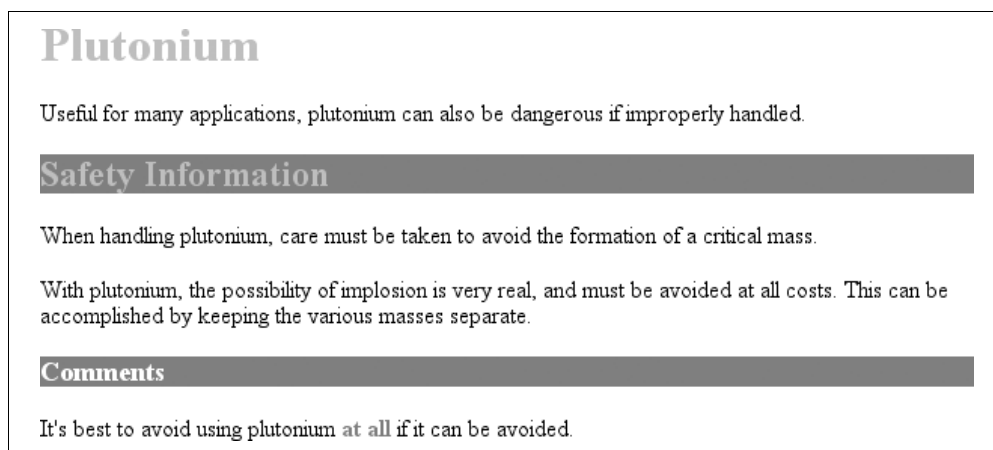 Plutonium
Useful for many applications, plutonium can also be dangerous if improperly handled.
Safety Information
When handling plutonium, care must be taken to avoid the formation of a critical mass.
With plutonium, the possibility of implosion is very real, and must be avoided at all costs. This can be
accomplished by keeping the various masses separate.
Comments
It's best to avoid using plutonium at all if it can be avoided.